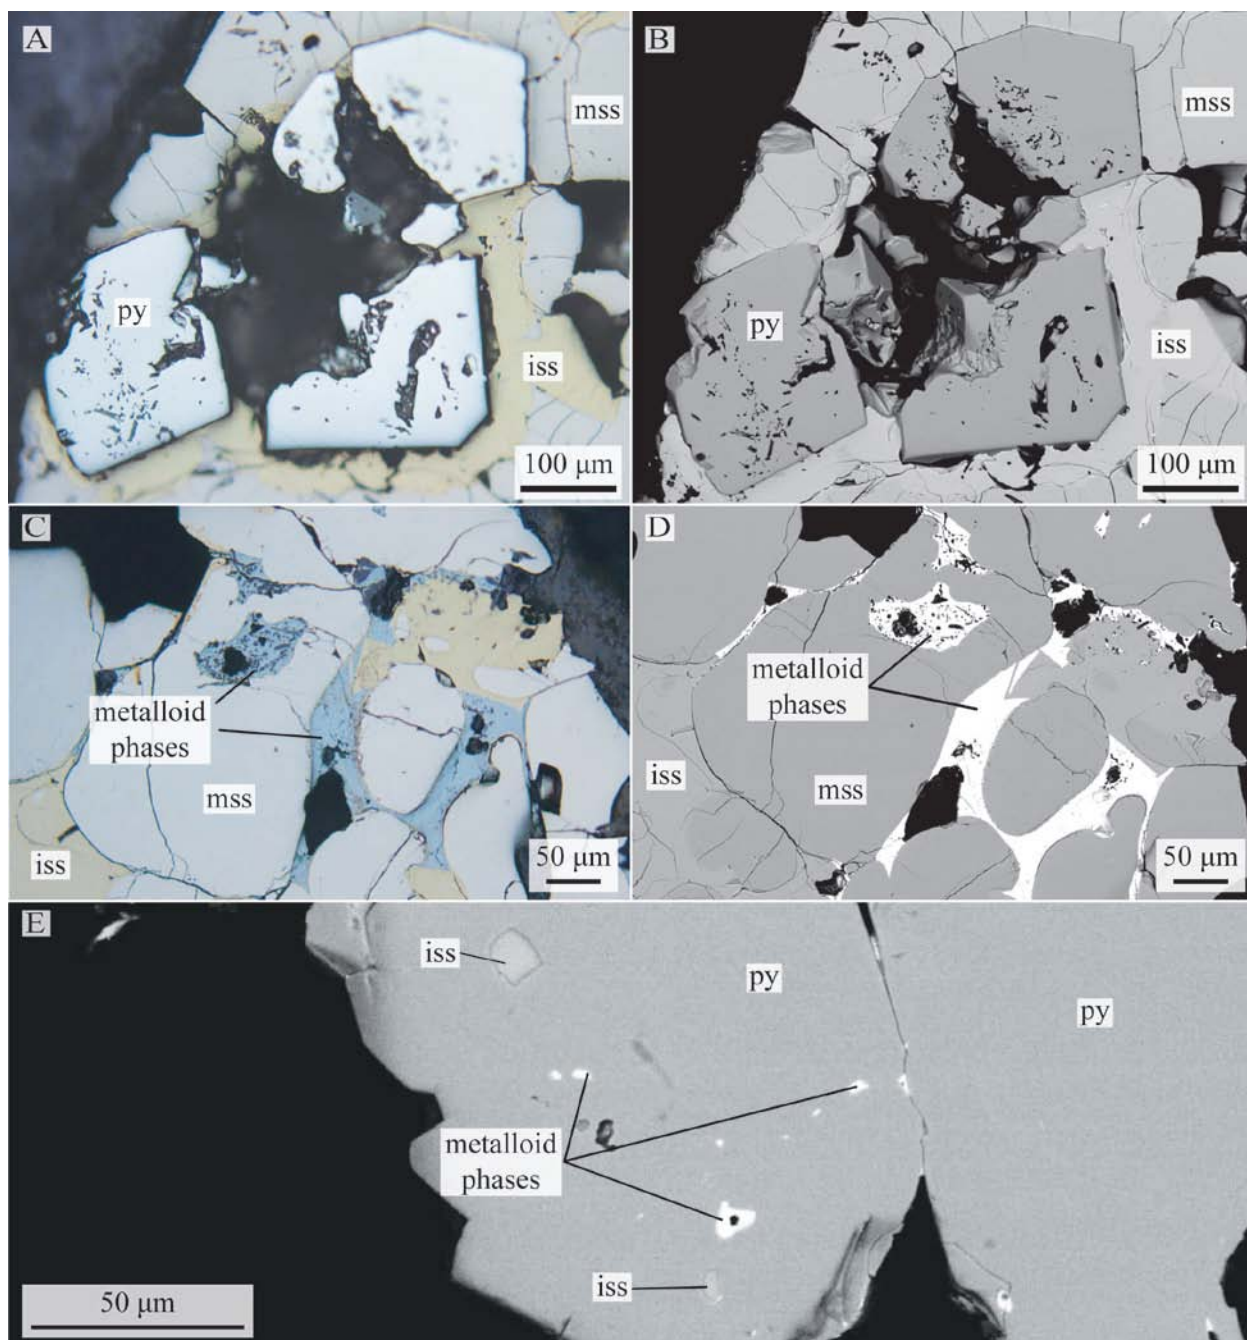 A
mss
py
iss
100 μm
B
mss
py
iss
100 μm
C
metalloid
phases
mss
iss
50 μm
D
metalloid
phases
iss
mss
50 μm
E
iss
py
py
metalloid
phases
iss
50 μm